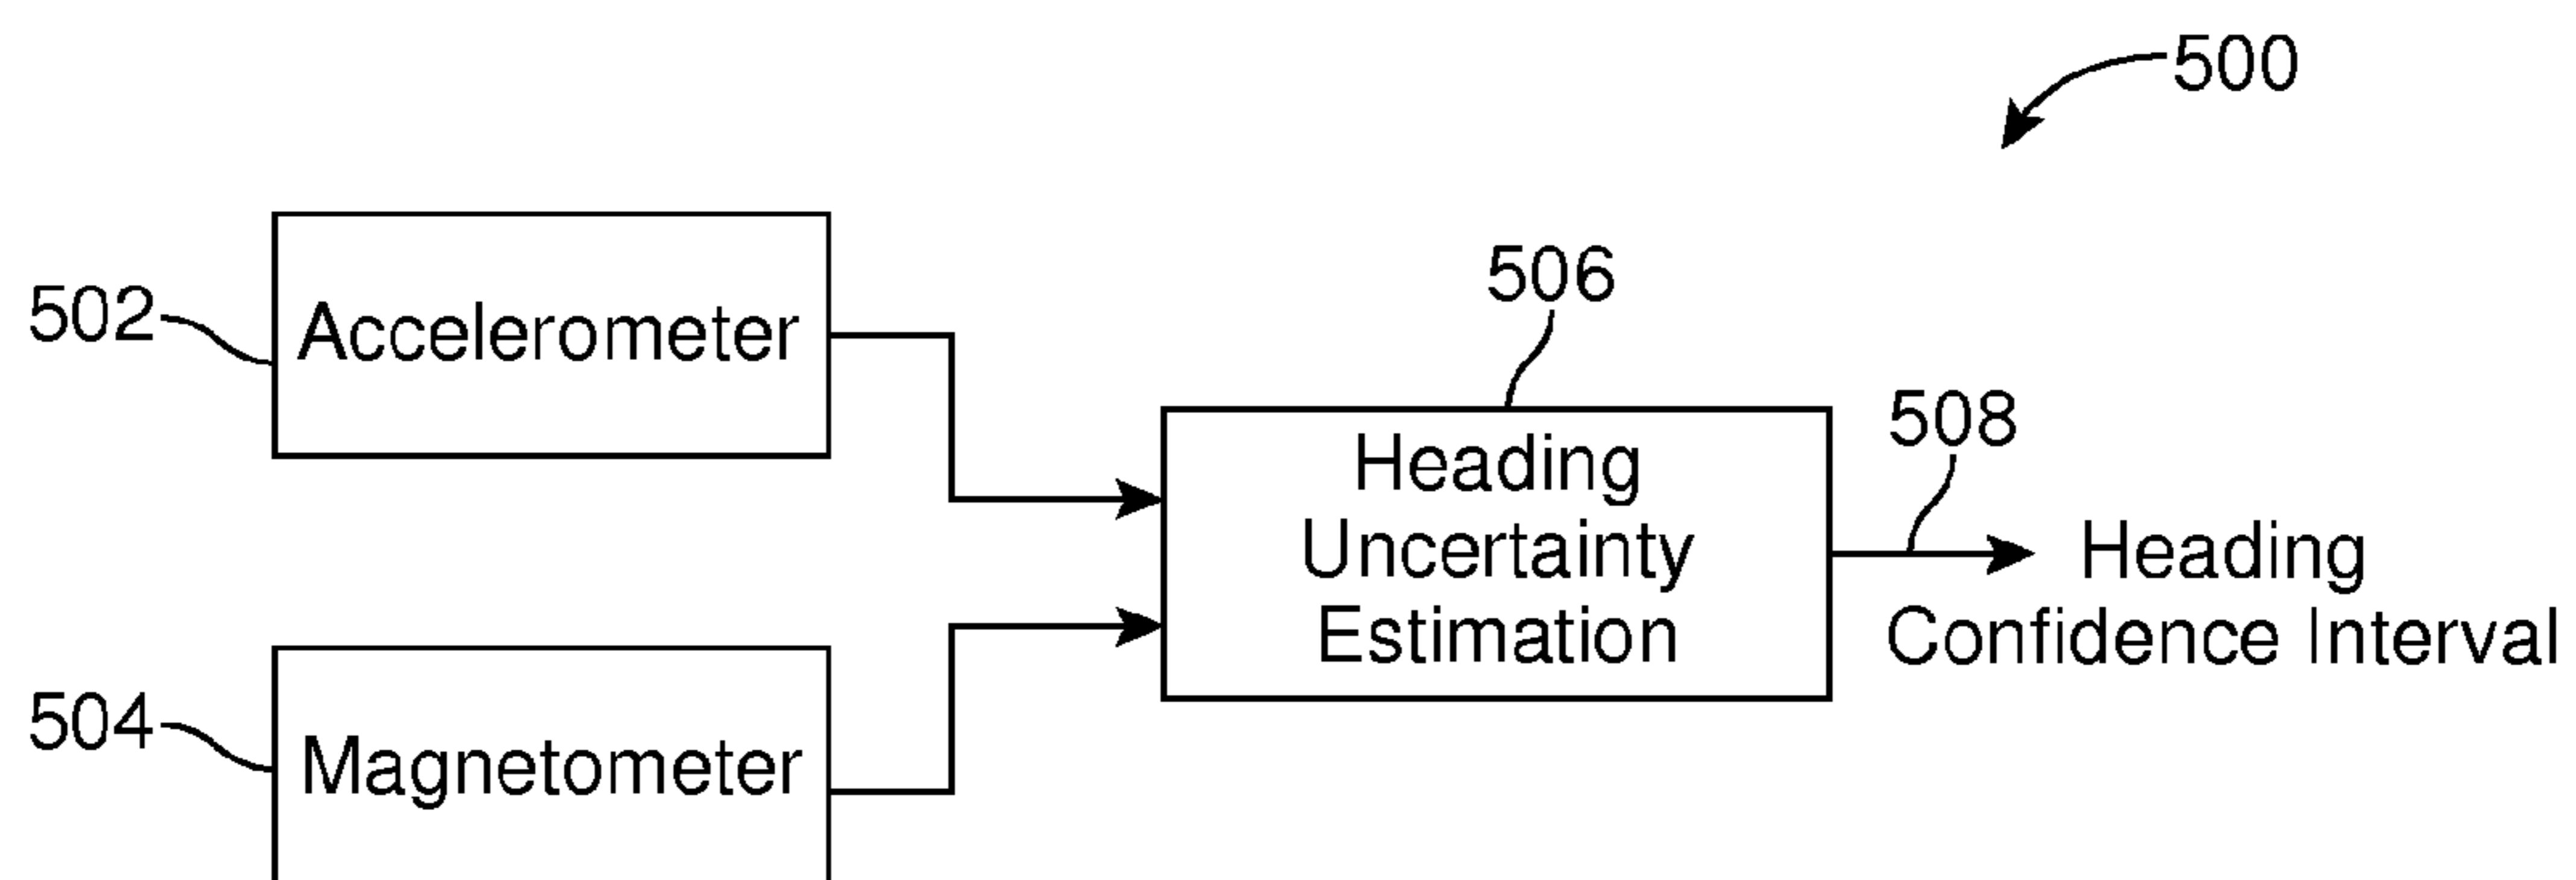 500
502
Accelerometer
506
508
Heading
Uncertainty
Estimation
Heading
Confidence Interval
504
Magnetometer